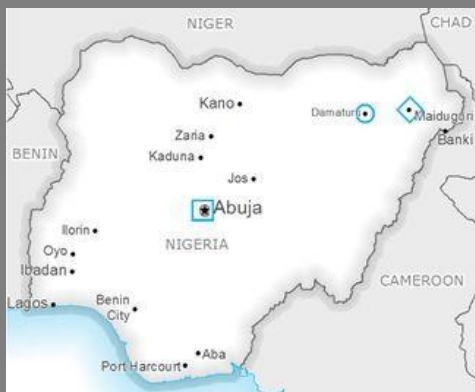 NIGER
CHAD
Kano
Damaturu
Maidugori
Banki
Zaria
BENIN
Kaduna
Jos
Abuja
Ilorin
NIGERIA
Oyo
Ibadan
CAMEROON
Lagos
Benin
City
Aba
Port Harcourt